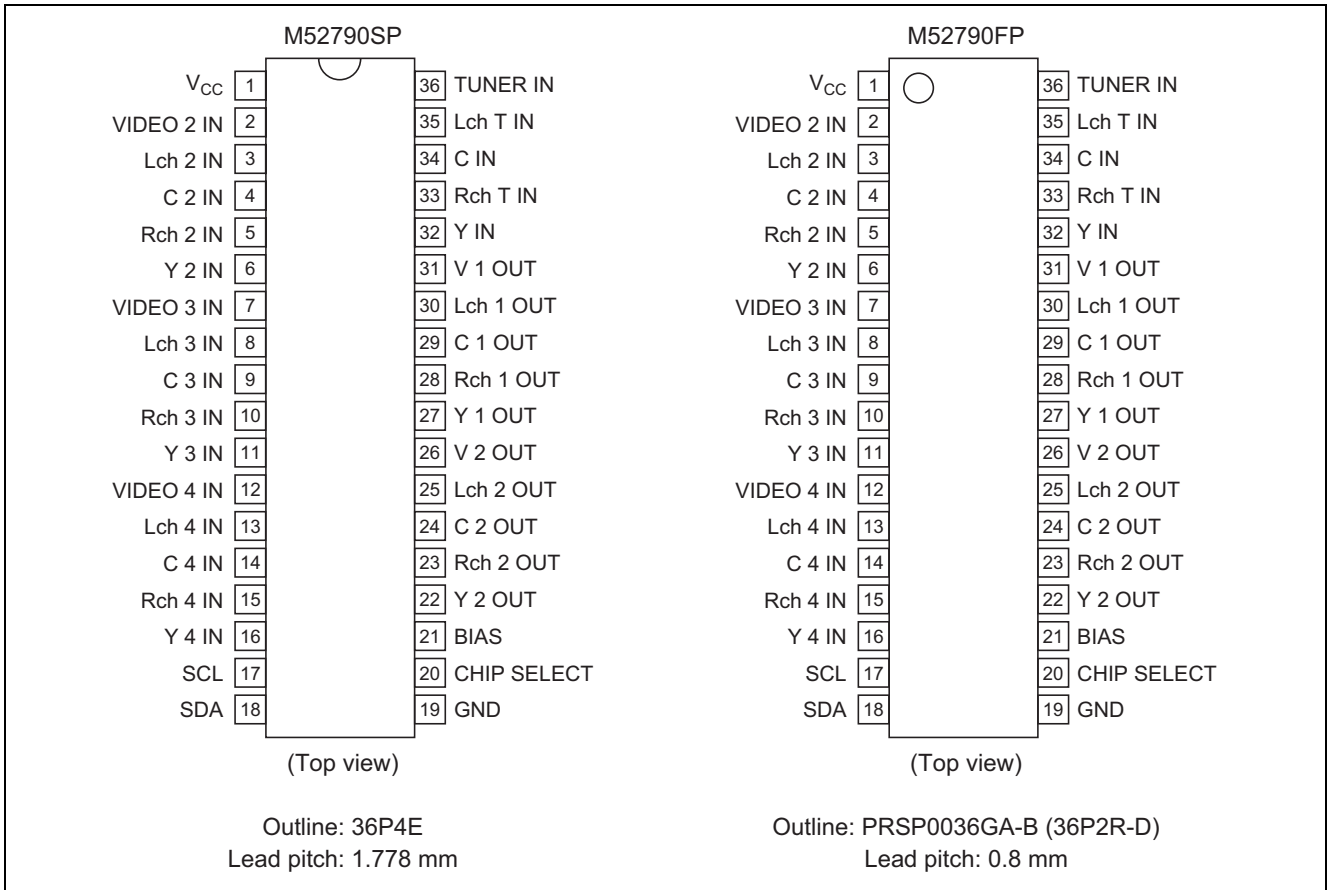 M52790SP
VCC 1 36 TUNER IN
VIDEO 2 IN 2 35 Lch T IN
Lch 2 IN 3 34 C IN
C 2 IN 4 33 Rch T IN
Rch 2 IN 5 32 Y IN
Y 2 IN 6 31 V 1 OUT
VIDEO 3 IN 7 30 Lch 1 OUT
Lch 3 IN 8 29 C 1 OUT
C 3 IN 9 28 Rch 1 OUT
Rch 3 IN 10 27 Y 1 OUT
Y 3 IN 11 26 V 2 OUT
VIDEO 4 IN 12 25 Lch 2 OUT
Lch 4 IN 13 24 C 2 OUT
C 4 IN 14 23 Rch 2 OUT
Rch 4 IN 15 22 Y 2 OUT
Y 4 IN 16 21 BIAS
SCL 17 20 CHIP SELECT
SDA 18 19 GND
(Top view)
Outline: 36P4E
Lead pitch: 1.778 mm
M52790FP
VCC 1 36 TUNER IN
VIDEO 2 IN 2 35 Lch T IN
Lch 2 IN 3 34 C IN
C 2 IN 4 33 Rch T IN
Rch 2 IN 5 32 Y IN
Y 2 IN 6 31 V 1 OUT
VIDEO 3 IN 7 30 Lch 1 OUT
Lch 3 IN 8 29 C 1 OUT
C 3 IN 9 28 Rch 1 OUT
Rch 3 IN 10 27 Y 1 OUT
Y 3 IN 11 26 V 2 OUT
VIDEO 4 IN 12 25 Lch 2 OUT
Lch 4 IN 13 24 C 2 OUT
C 4 IN 14 23 Rch 2 OUT
Rch 4 IN 15 22 Y 2 OUT
Y 4 IN 16 21 BIAS
SCL 17 20 CHIP SELECT
SDA 18 19 GND
(Top view)
Outline: PRSP0036GA-B (36P2R-D)
Lead pitch: 0.8 mm